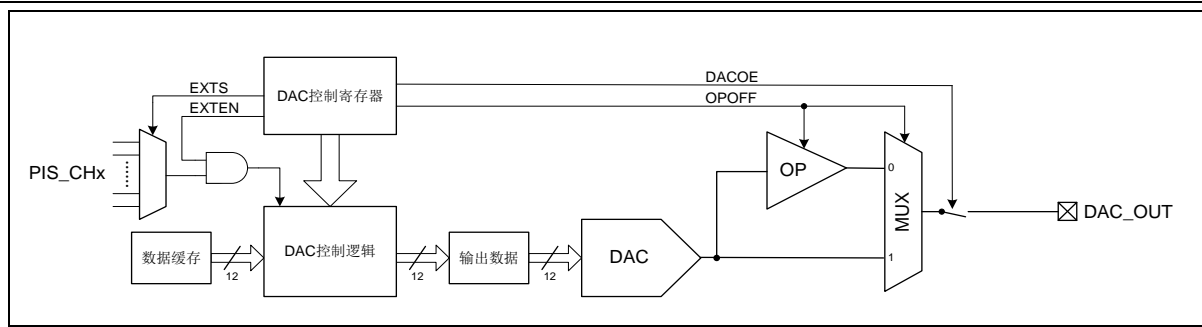 EXTS
EXTEN
DAC控制寄存器
DACOE
OPOFF
PIS_CHx
OP
0
MUX
DAC_OUT
数据缓存
12
DAC控制逻辑
12
输出数据
12
DAC
1